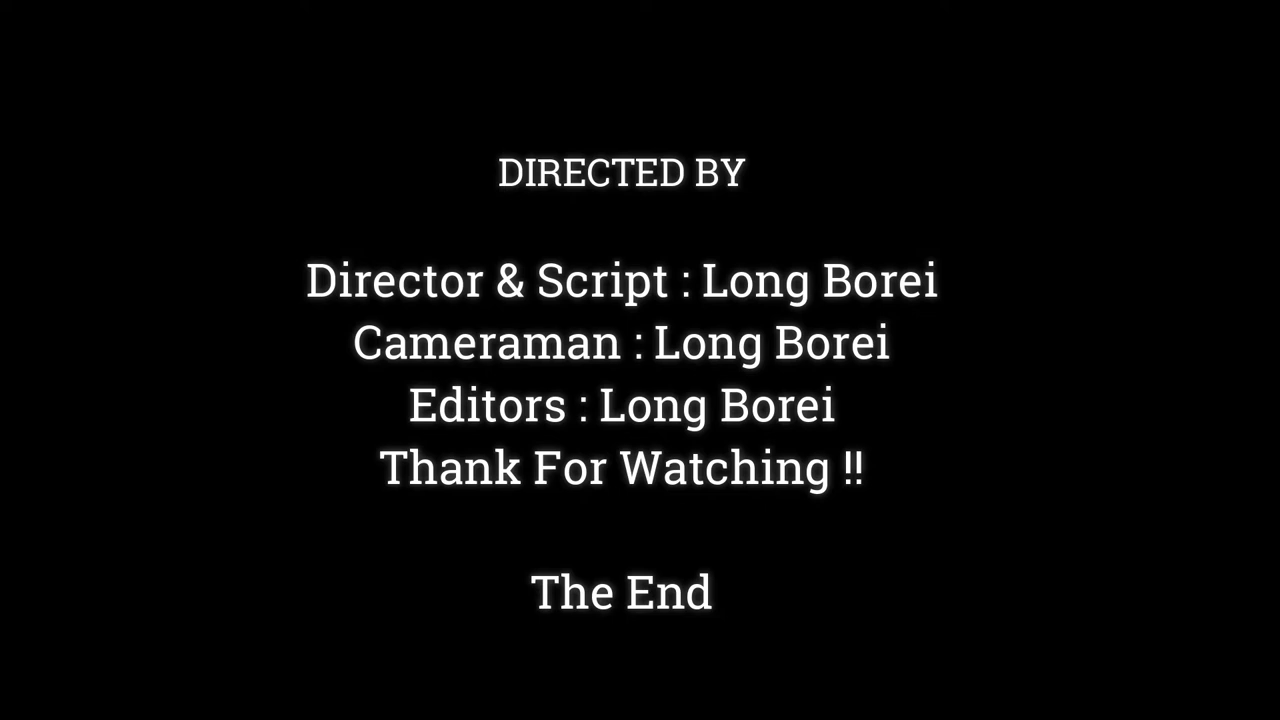 DIRECTED BY
Director & Script : Long Borei
Cameraman : Long Borei
Editors : Long Borei
Thank For Watching !!
The End